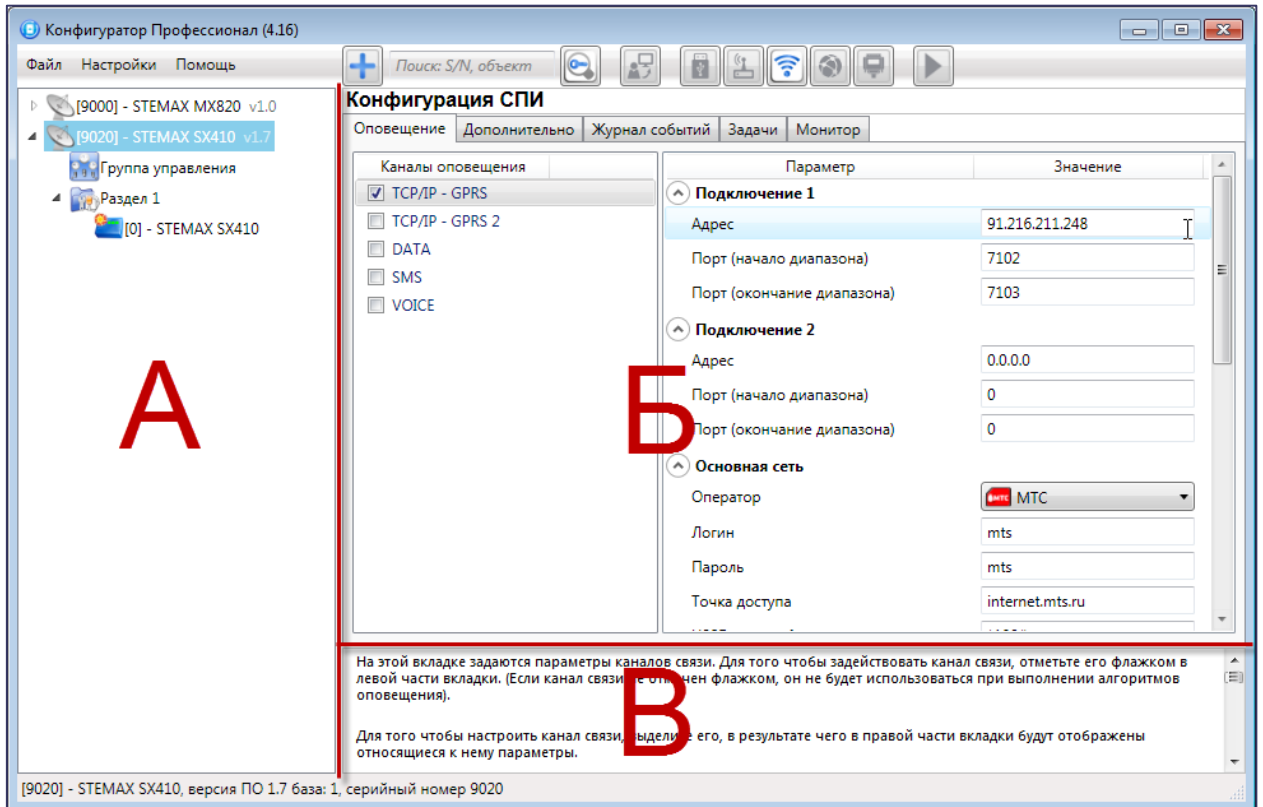 Конфигуратор Профессионал (4.16)
Файл Настройки Помощь
Поиск: S/N, объект
[9000] - STEMAX MX820 v1.0
[9020] - STEMAX SX410 v1.7
Группа управления
Раздел 1
[0] - STEMAX SX410
А
Конфигурация СПИ
Оповещение Дополнительно Журнал событий Задачи Монитор
Каналы оповещения
TCP/IP - GPRS
TCP/IP - GPRS 2
DATA
SMS
VOICE
Параметр Значение
Подключение 1
Адрес 91.216.211.248
Порт (начало диапазона) 7102
Порт (окончание диапазона) 7103
Подключение 2
Адрес 0.0.0.0
Порт (начало диапазона) 0
Порт (окончание диапазона) 0
Б
Основная сеть
Оператор МТС
Логин mts
Пароль mts
Точка доступа internet.mts.ru
На этой вкладке задаются параметры каналов связи. Для того чтобы задействовать канал связи, отметьте его флажком в
левой части вкладки. (Если канал связи не отмечен флажком, он не будет использоваться при выполнении алгоритмов
оповещения).
Для того чтобы настроить канал связи, выделите его, в результате чего в правой части вкладки будут отображены
относящиеся к нему параметры.
В
[9020] - STEMAX SX410, версия ПО 1.7 база: 1, серийный номер 9020